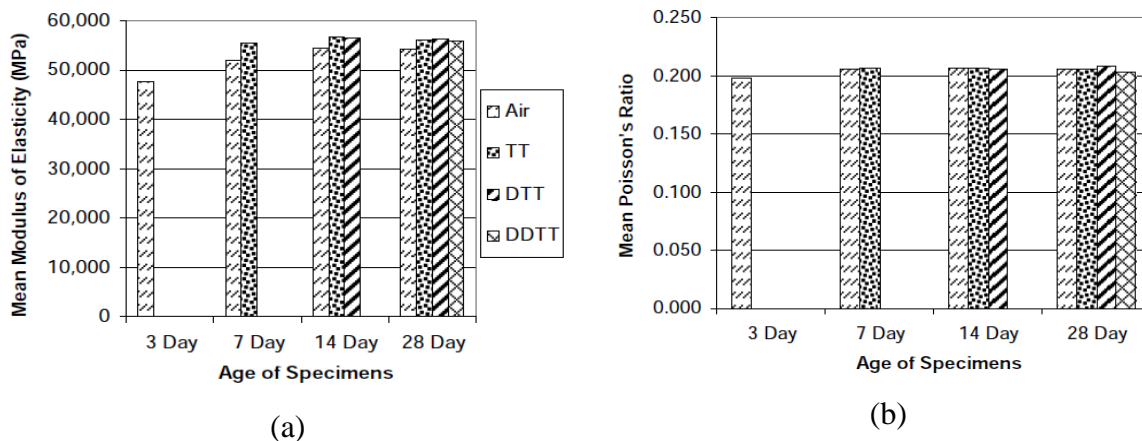 Mean Modulus of Elasticity (MPa)
60,000
50,000
40,000
30,000
20,000
10,000
0
3 Day 7 Day 14 Day 28 Day
Age of Specimens
Air
TT
DTT
DDTT
(a)
Mean Poisson's Ratio
0.250
0.200
0.150
0.100
0.050
0.000
3 Day 7 Day 14 Day 28 Day
Age of Specimens
(b)